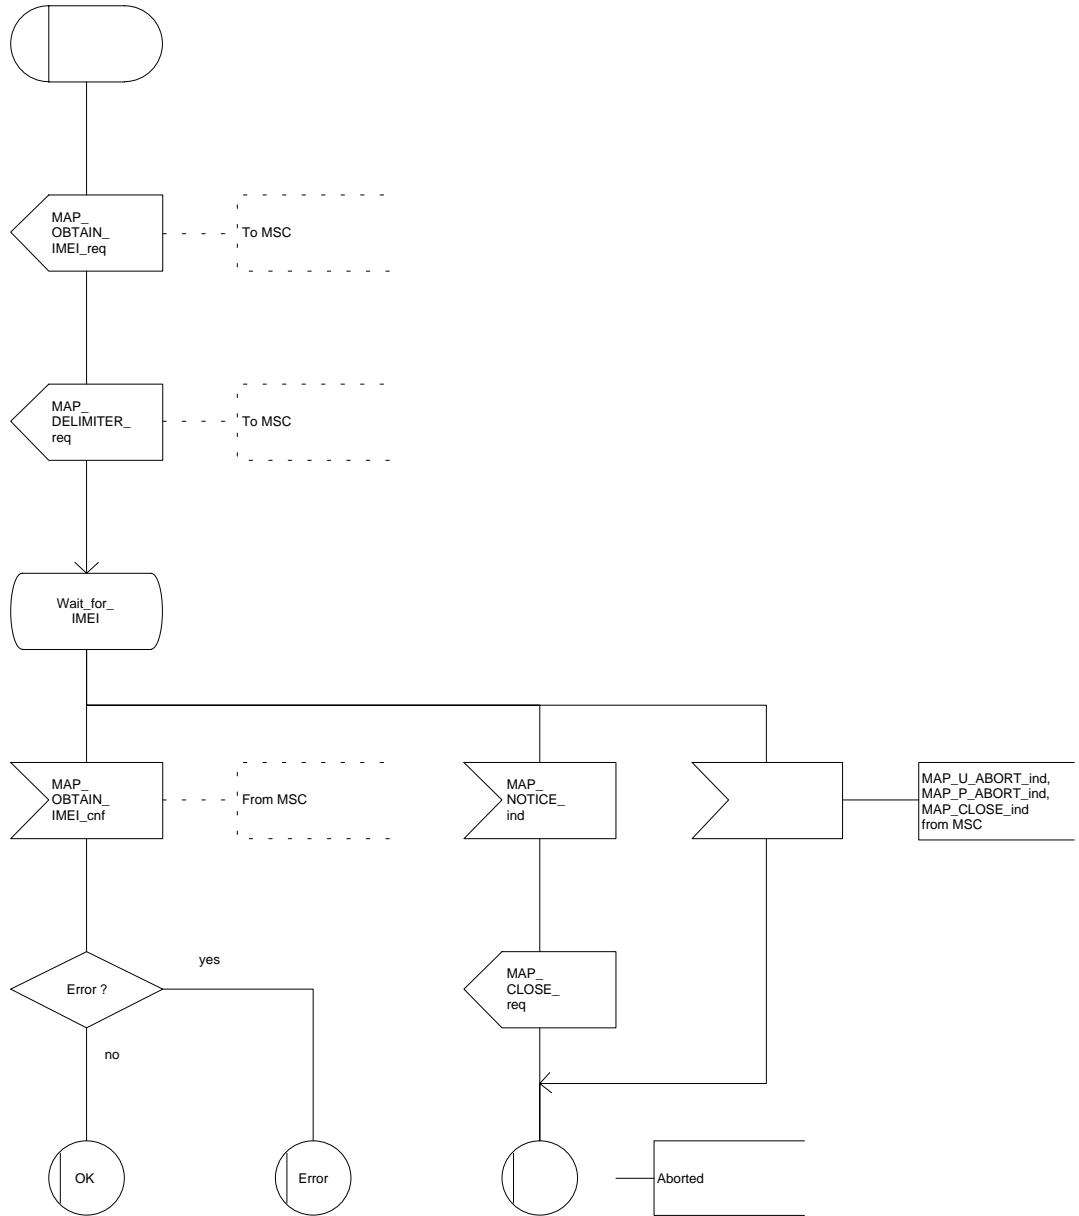 MAP_
OBTAIN_
IMEI_req
To MSC
MAP_
DELIMITER_
req
To MSC
Wait_for_
IMEI
MAP_
OBTAIN_
IMEI_cnf
From MSC
MAP_
NOTICE_
ind
MAP_U_ABORT_ind,
MAP_P_ABORT_ind,
MAP_CLOSE_ind
from MSC
Error ?
yes
no
MAP_
CLOSE_
req
OK
Error
Aborted